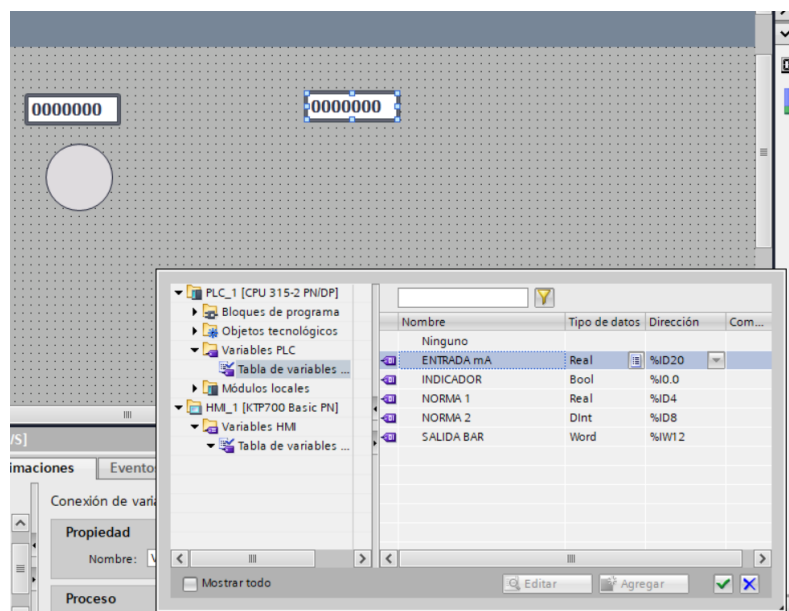 0000000
0000000
PLC_1 [CPU 315-2 PN/DP]
Bloques de programa
Objetos tecnológicos
Variables PLC
Tabla de variables ...
Módulos locales
HMI_1 [KTP700 Basic PN]
Variables HMI
Tabla de variables ...
Nombre Tipo de datos Dirección Com...
Ninguno
ENTRADA mA Real %ID20
INDICADOR Bool %I0.0
NORMA 1 Real %ID4
NORMA 2 DInt %ID8
SALIDA BAR Word %IW12
Mostrar todo
Editar
Agregar
imaciones Evento
Conexión de varia
Propiedad
Nombre:
Proceso